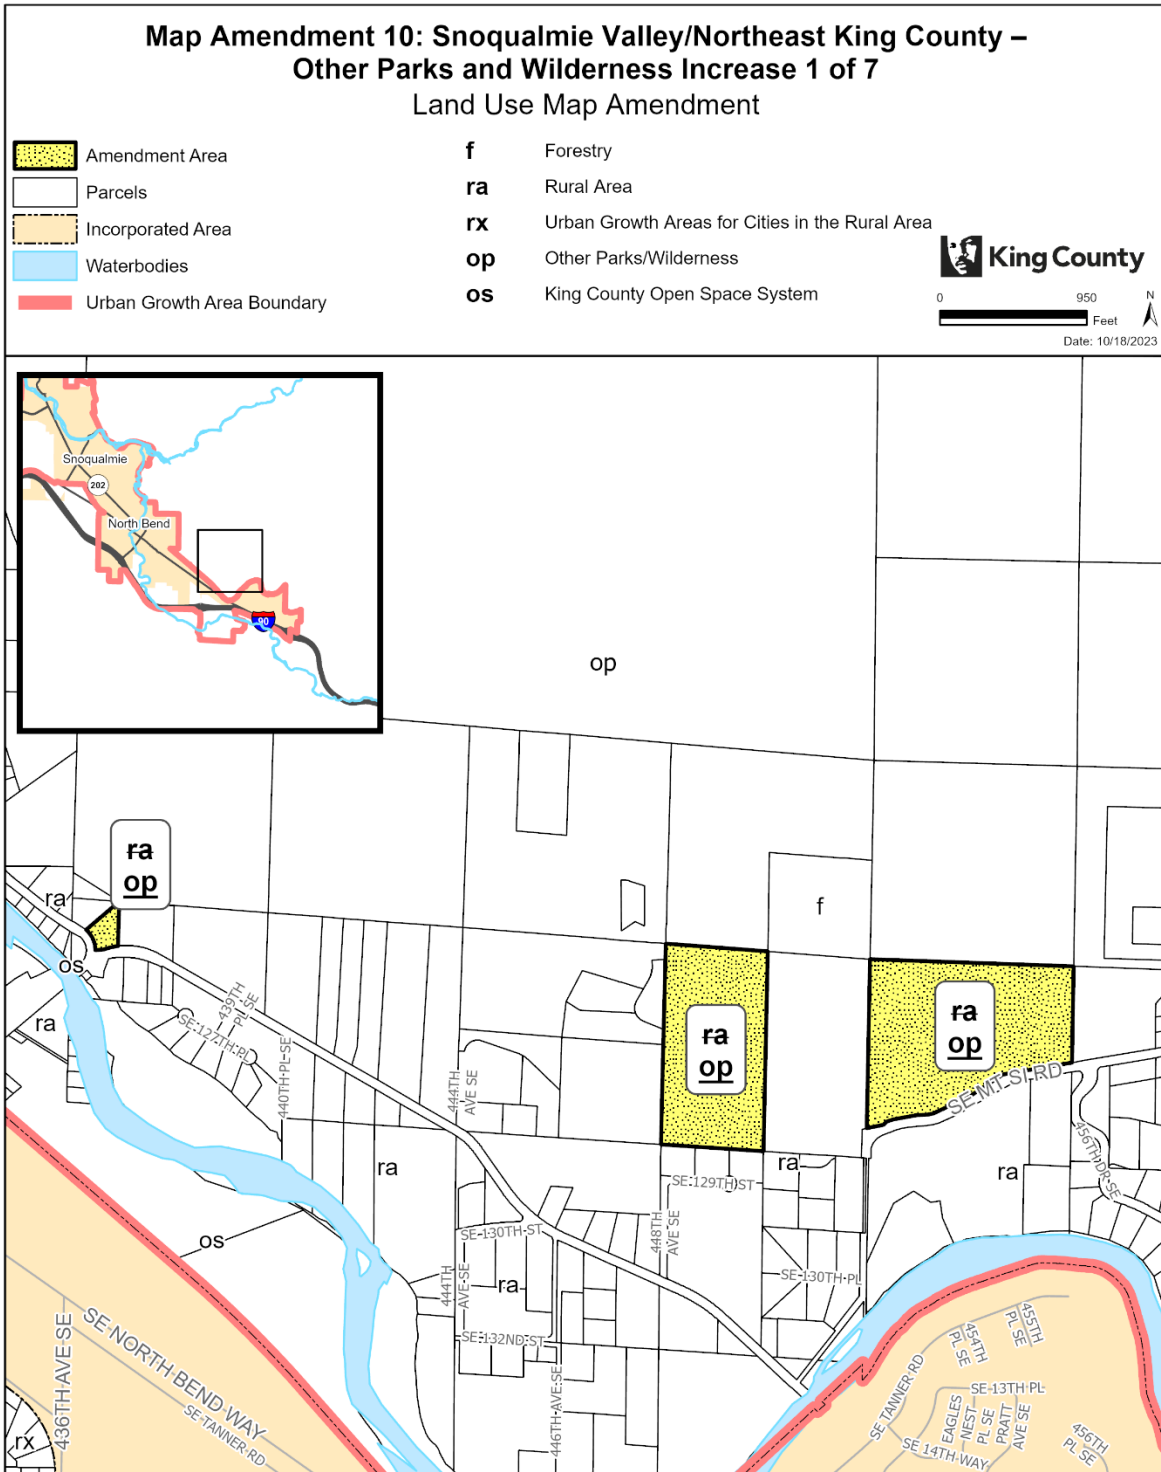 Map Amendment 10: Snoqualmie Valley/Northeast King County –
Other Parks and Wilderness Increase 1 of 7
Land Use Map Amendment
Amendment Area
Parcels
Incorporated Area
Waterbodies
Urban Growth Area Boundary
f Forestry
ra Rural Area
rx Urban Growth Areas for Cities in the Rural Area
op Other Parks/Wilderness
os King County Open Space System
King County
0 950
Feet
N
Date: 10/18/2023
Snoqualmie
202
North Bend
90
op
ra
op
ra
f
os
ra
ra
op
ra
op
439TH
PL SE
SE 127TH PL
440TH PL SE
444TH
AVE SE
SE MT SI RD
456TH DR SE
ra
ra
ra
SE 129TH ST
448TH
AVE SE
os
SE 130TH ST
SE 130TH PL
444TH
AVE SE
ra
SE 132ND ST
446TH AVE SE
436TH AVE SE
SE NORTH BEND WAY
SE TANNER RD
rx
SE TANNER RD
454TH
PL SE
455TH
PL SE
SE 13TH PL
EAGLES
NEST
PL SE
PRATT
AVE SE
SE 14TH WAY
456TH
PL SE